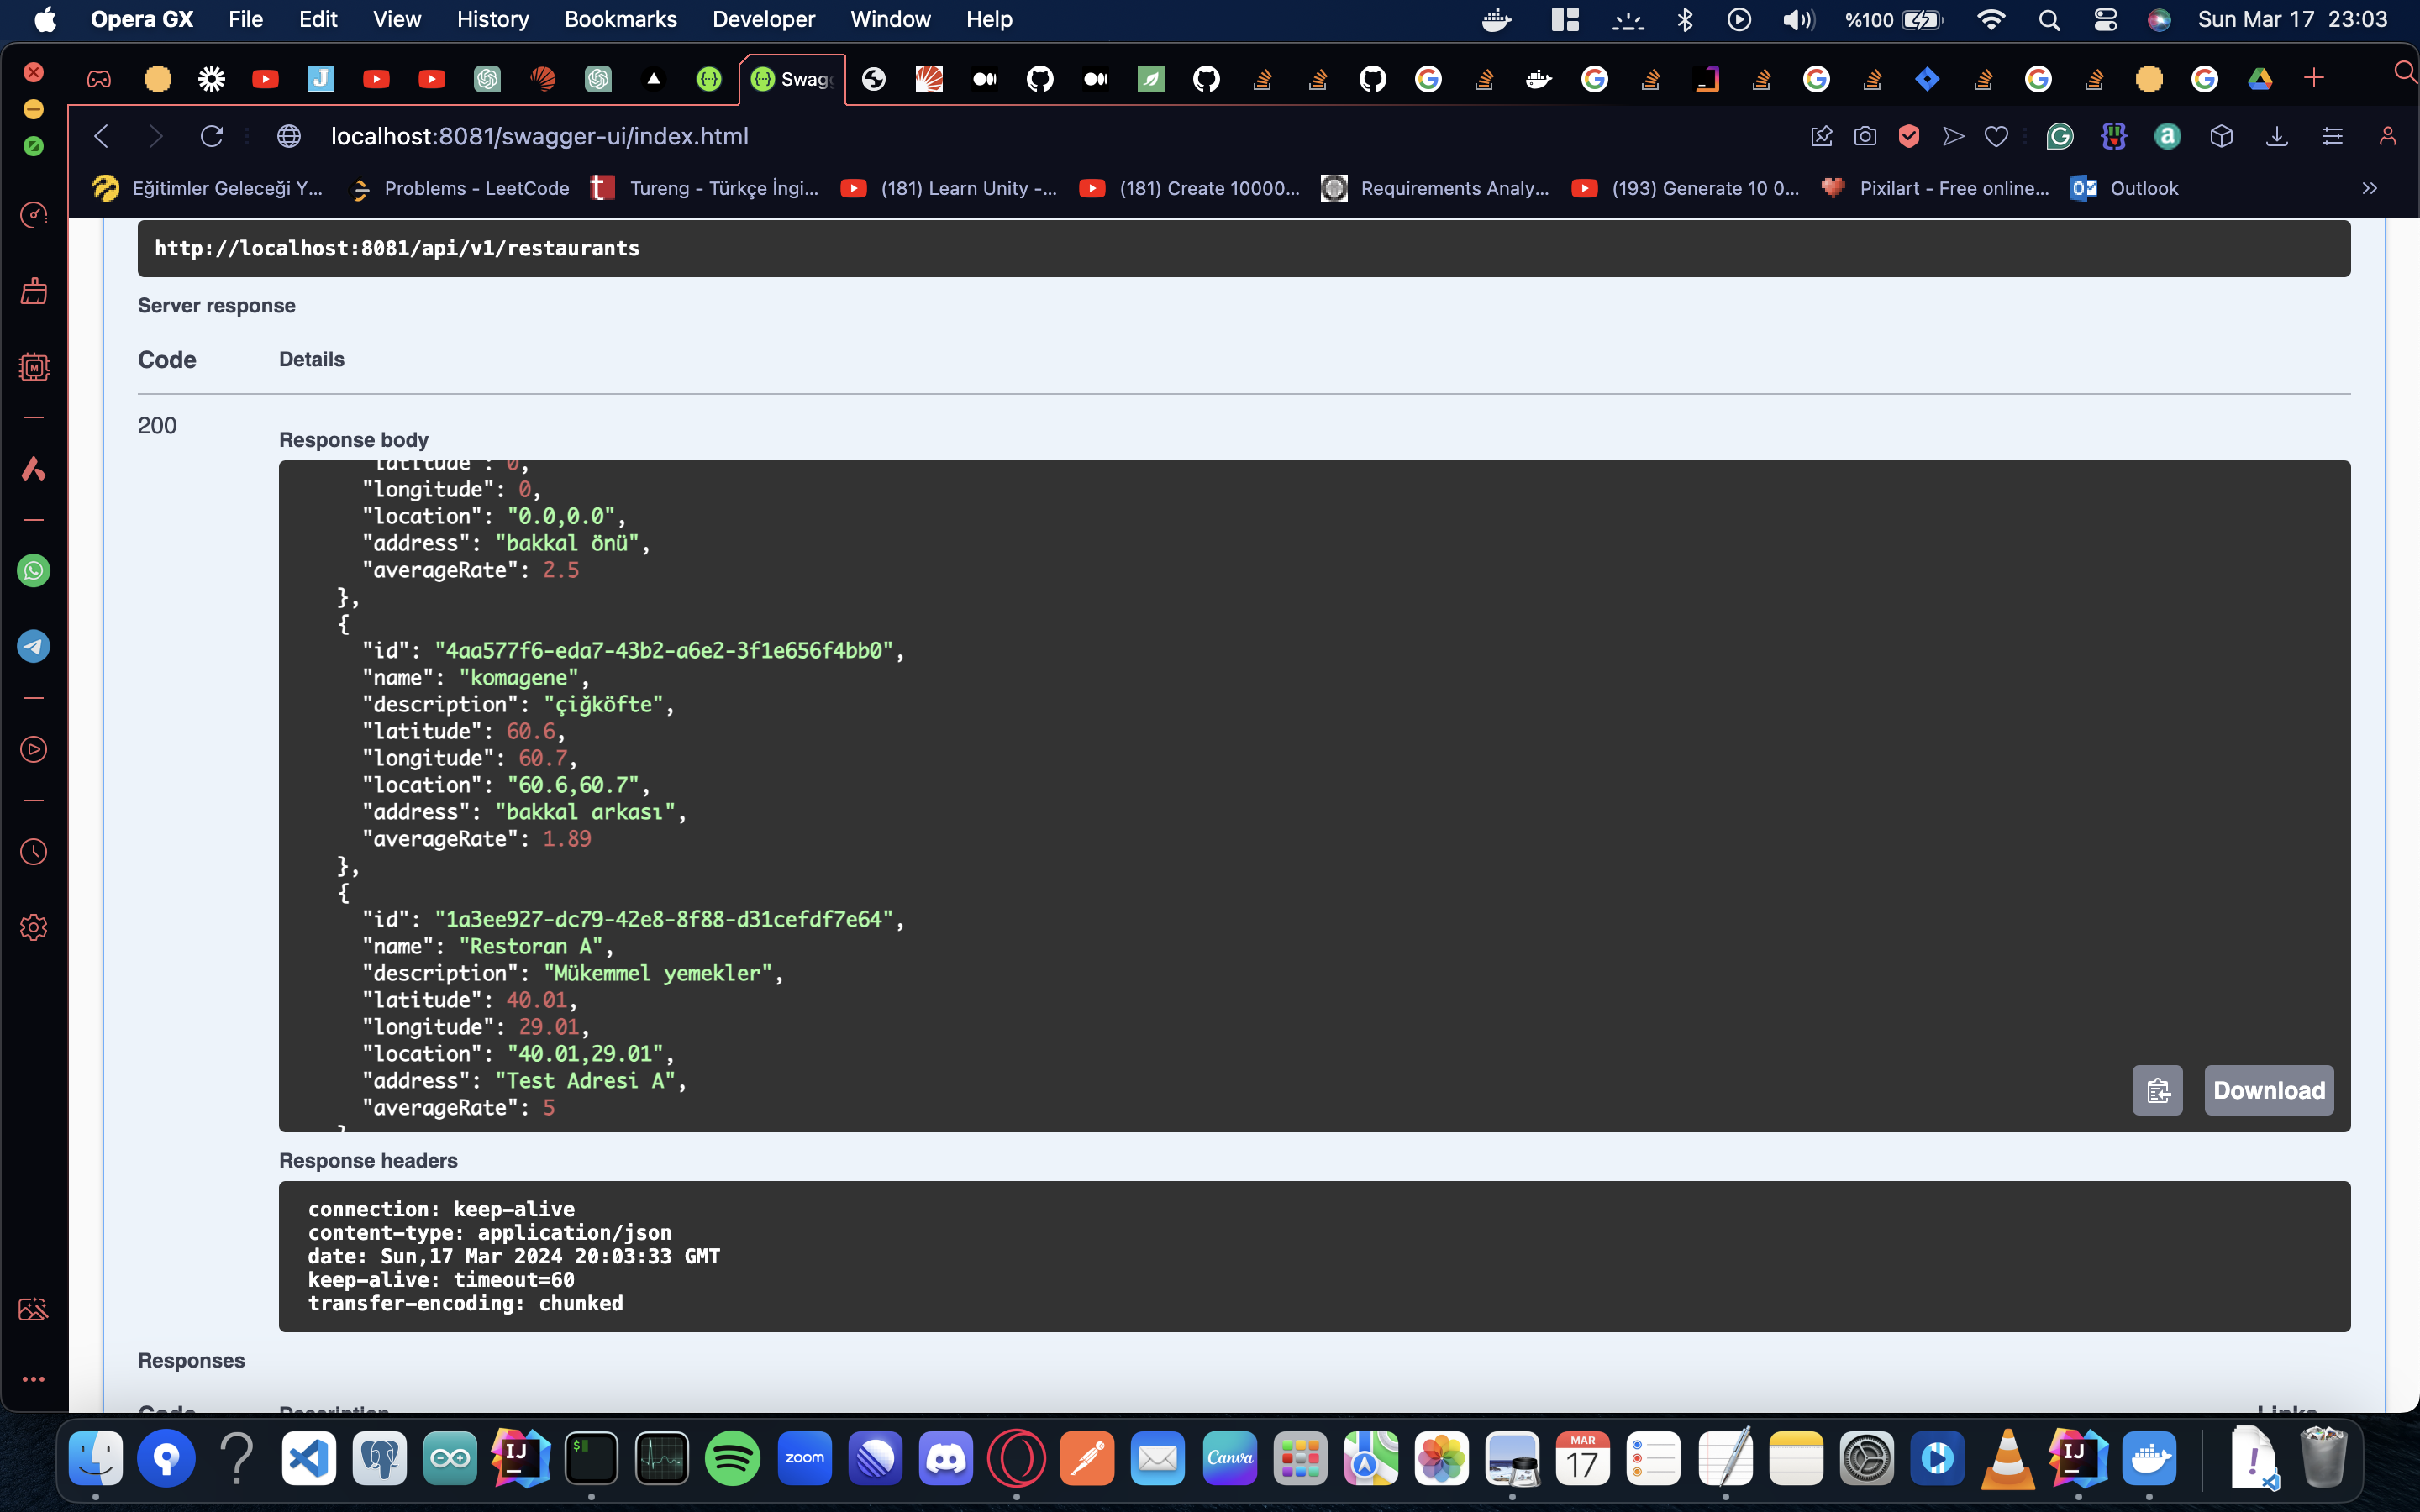 Opera GX File Edit View History Bookmarks Developer Window Help %100 Sun Mar 17 23:03
Swag
localhost:8081/swagger-ui/index.html
Eğitimler Geleceği Y... Problems - LeetCode Tureng - Türkçe İngi... (181) Learn Unity -... (181) Create 10000... Requirements Analy... (193) Generate 10 0... Pixilart - Free online... Outlook
http://localhost:8081/api/v1/restaurants
Server response
Code Details
200
Response body
"latitude": 0,
"longitude": 0,
"location": "0.0,0.0",
"address": "bakkal önü",
"averageRate": 2.5
},
{
"id": "4aa577f6-eda7-43b2-a6e2-3f1e656f4bb0",
"name": "komagene",
"description": "çiğköfte",
"latitude": 60.6,
"longitude": 60.7,
"location": "60.6,60.7",
"address": "bakkal arkası",
"averageRate": 1.89
},
{
"id": "1a3ee927-dc79-42e8-8f88-d31cefdf7e64",
"name": "Restoran A",
"description": "Mükemmel yemekler",
"latitude": 40.01,
"longitude": 29.01,
"location": "40.01,29.01",
"address": "Test Adresi A",
"averageRate": 5
}
Download
Response headers
connection: keep-alive
content-type: application/json
date: Sun,17 Mar 2024 20:03:33 GMT
keep-alive: timeout=60
transfer-encoding: chunked
Responses
Code Description Links
IJ zoom Canva MAR 17 IJ